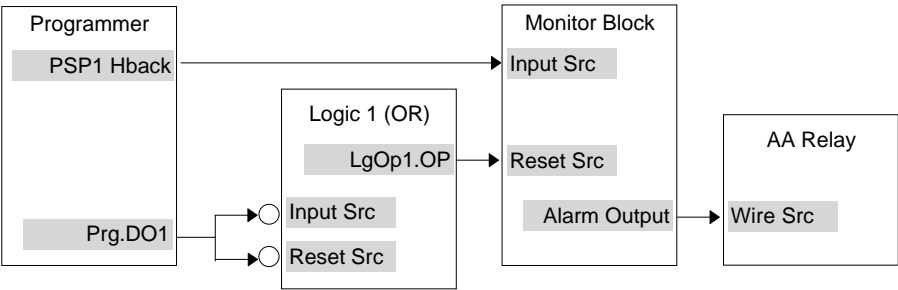 Programmer
PSP1 Hback
Prg.DO1
Logic 1 (OR)
LgOp1.OP
Input Src
Reset Src
Monitor Block
Input Src
Reset Src
Alarm Output
AA Relay
Wire Src